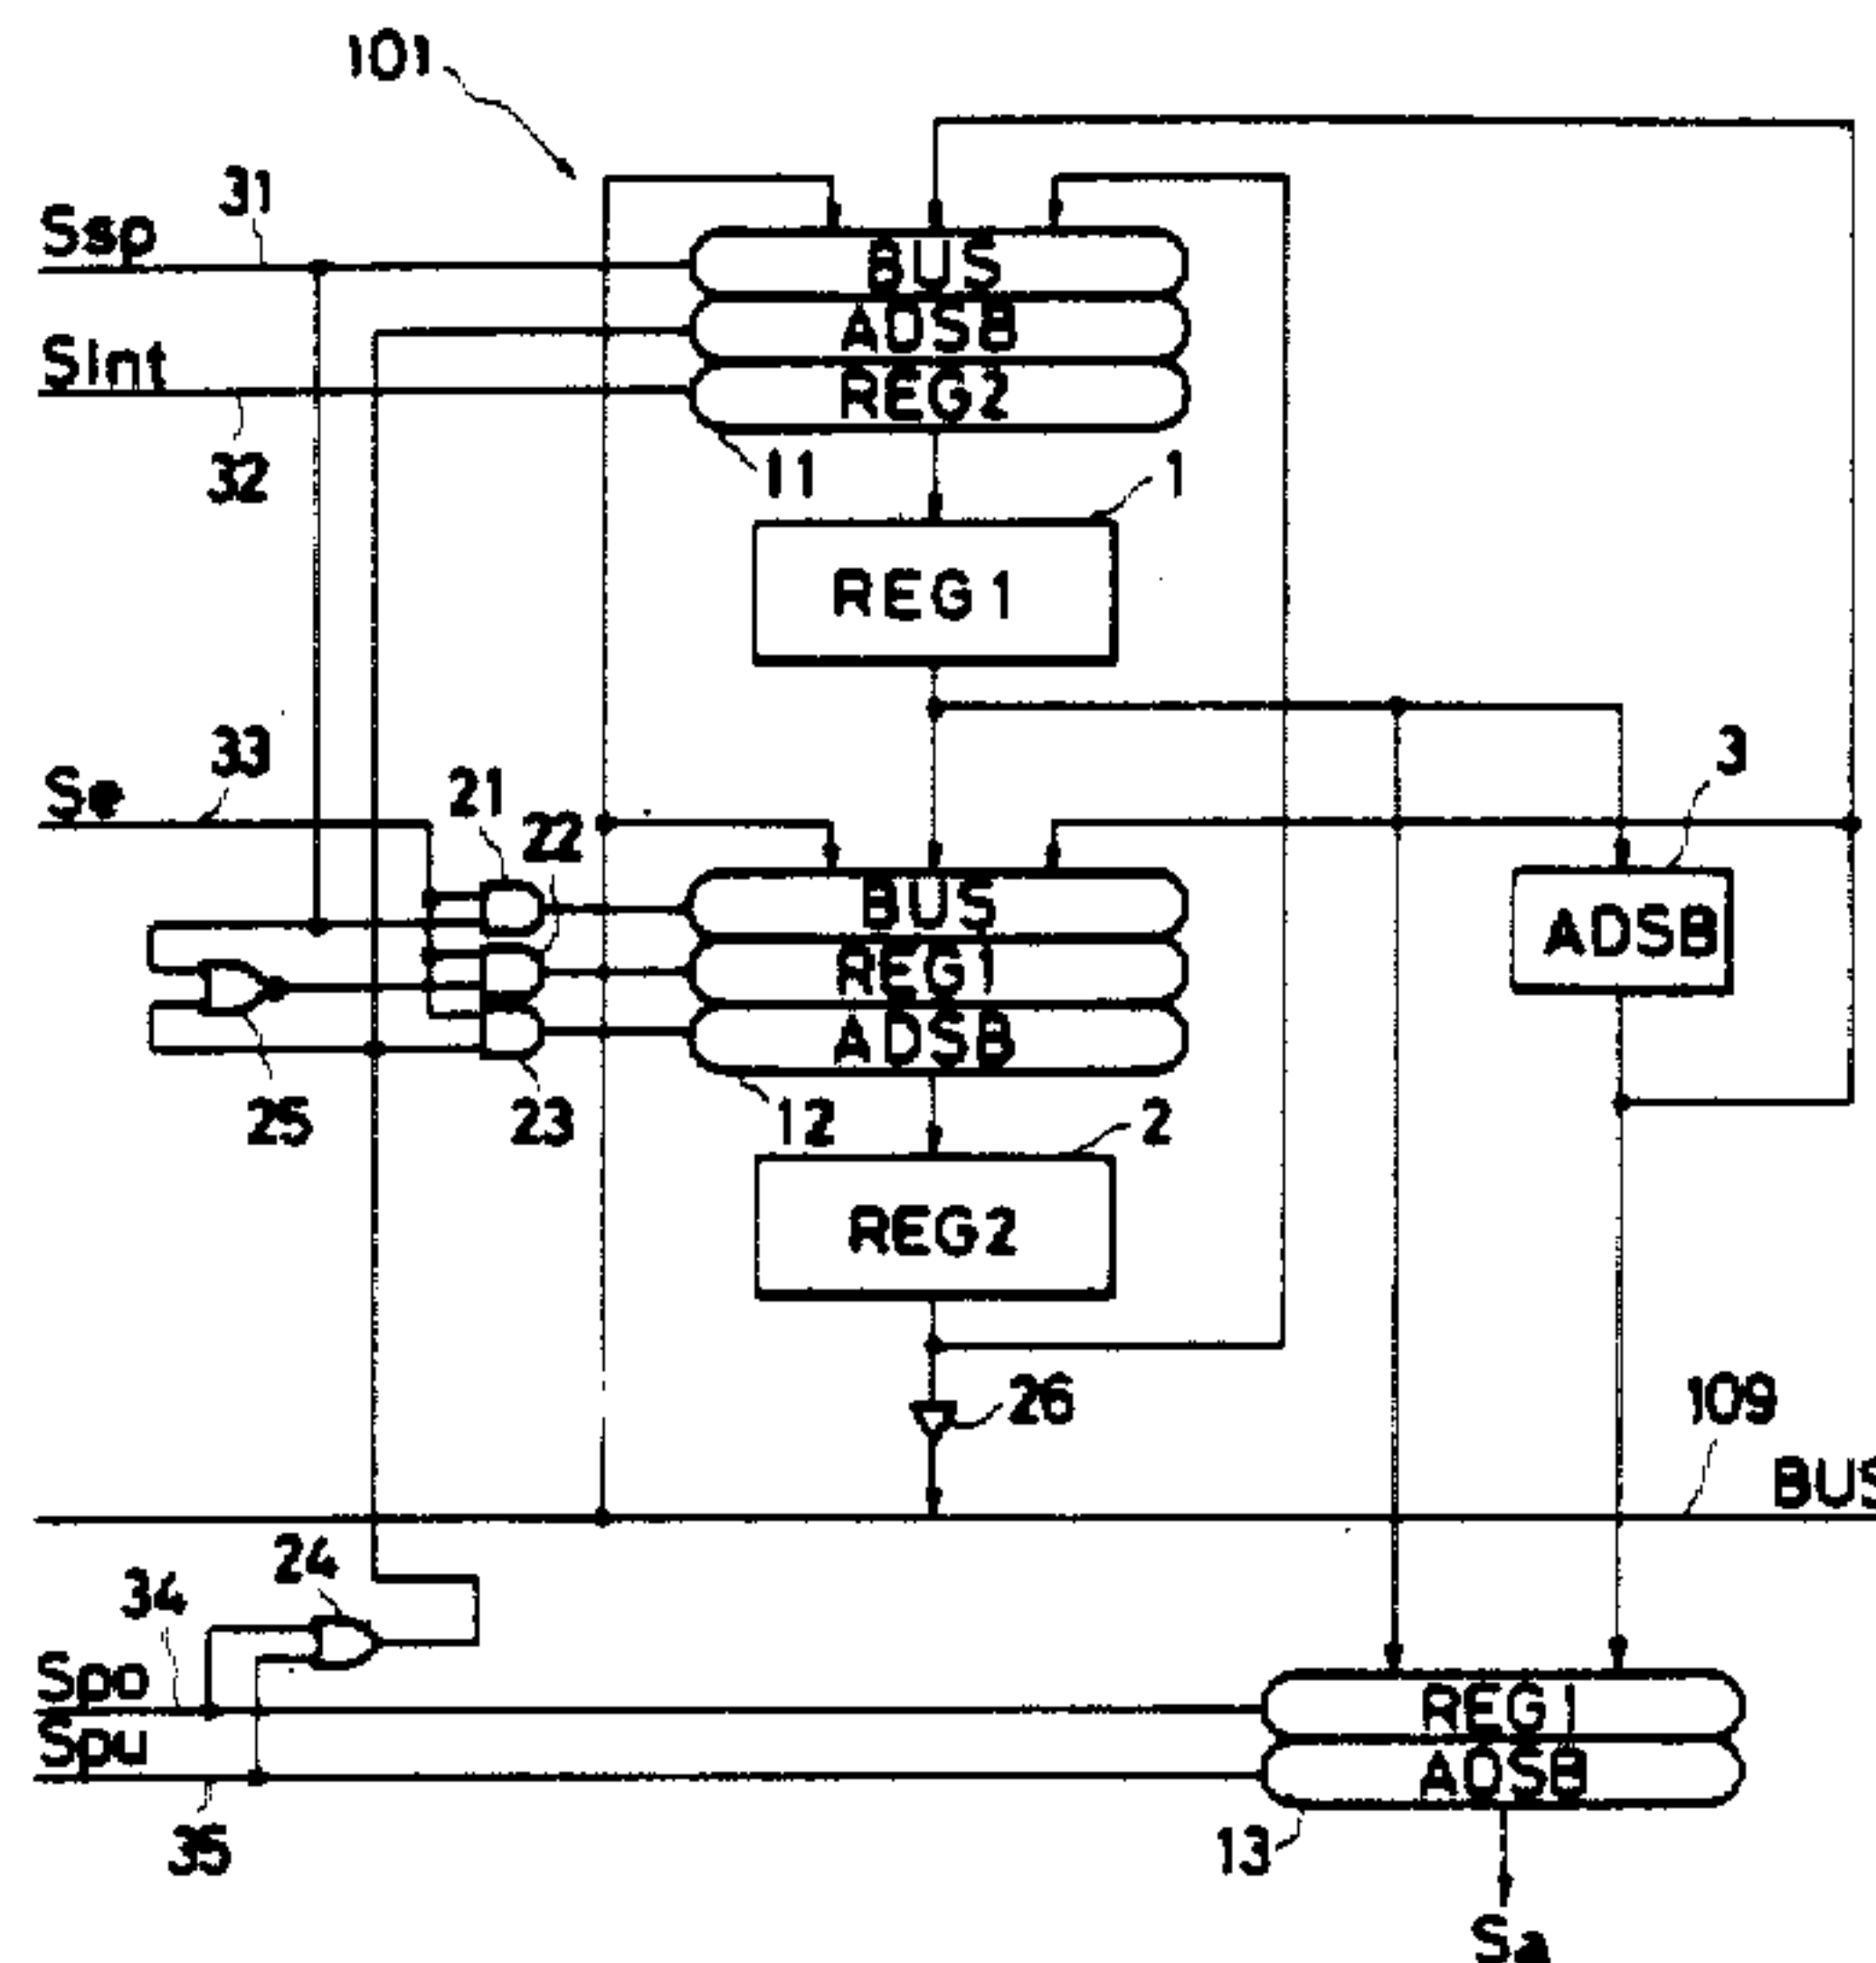 101
31
Ssp
BUS
ADSB
SInt
REG2
32
11
1
REG1
33
3
Se
21
22
BUS
ADSB
REG1
ADSB
25
23
12
2
REG2
26
109
BUS
24
34
Spo
REG1
Spu
ADSB
35
13
Sa